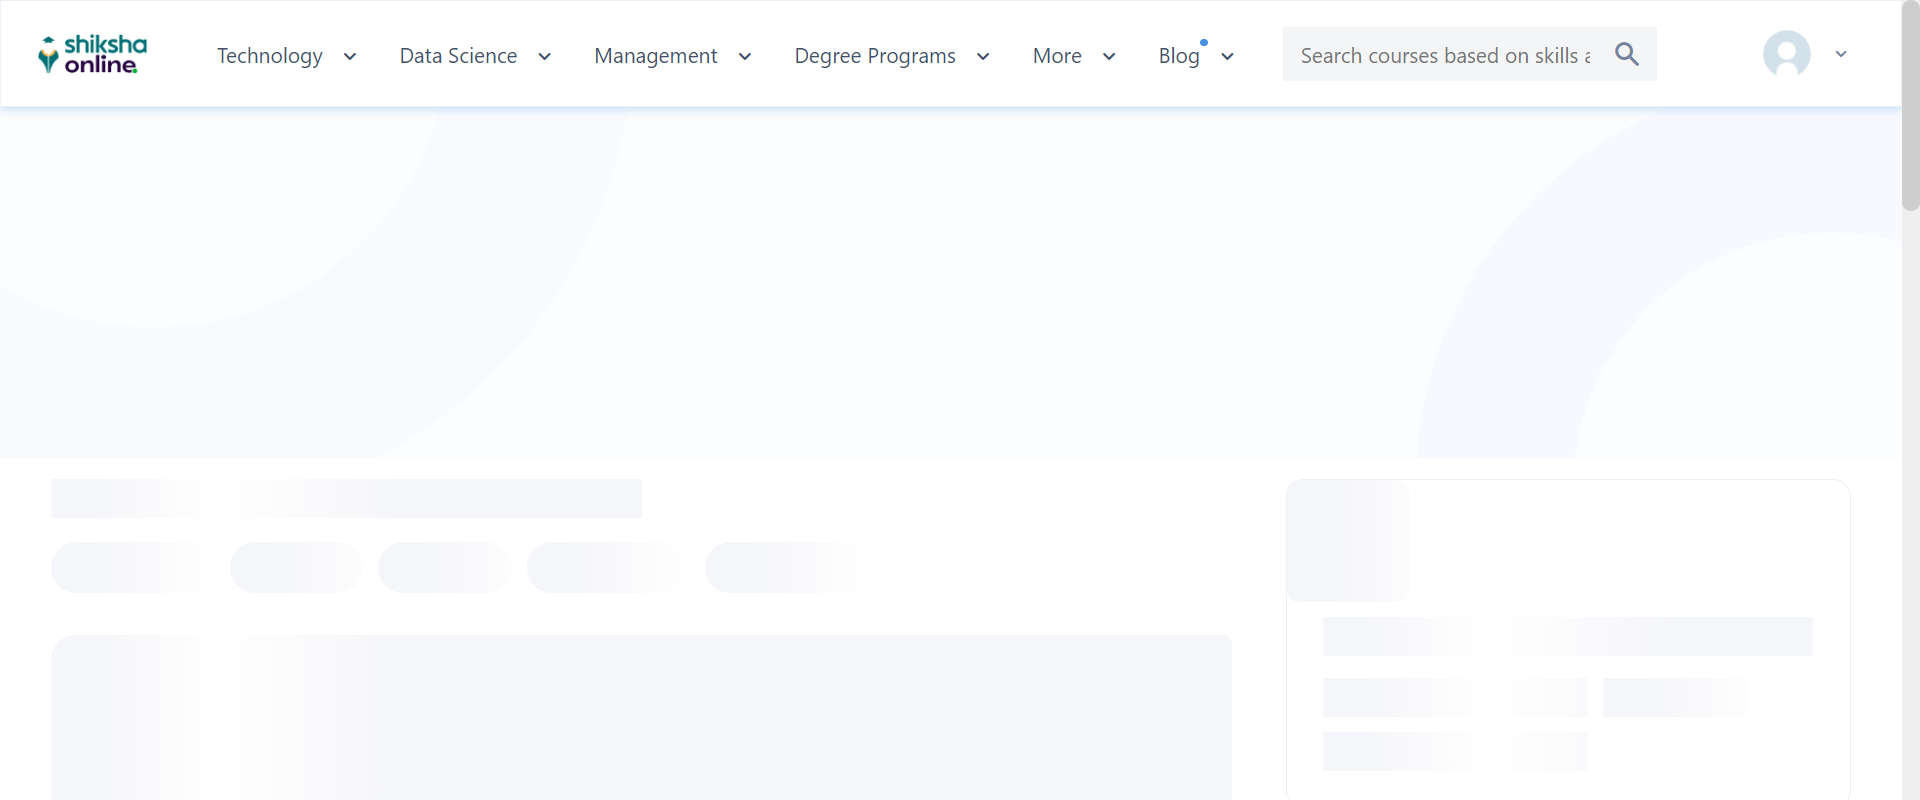 shiksha
online
Technology
Data Science
Management
Degree Programs
More
Blog
Search courses based on skills a